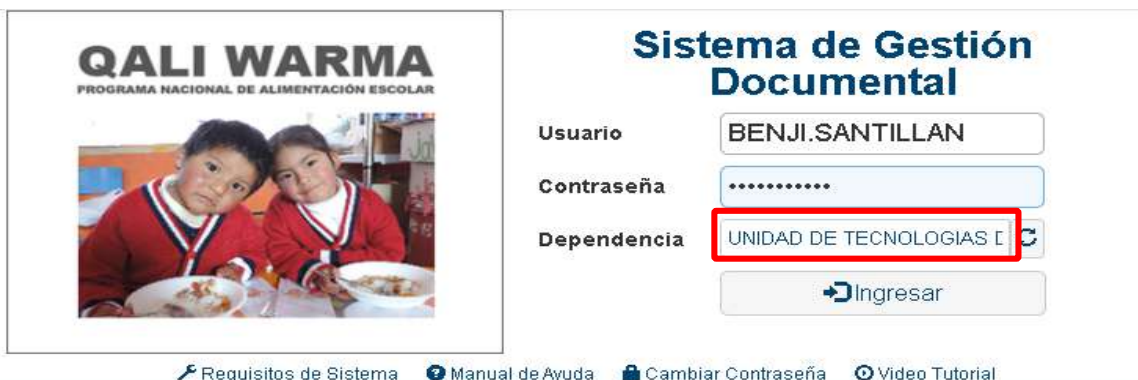 QALI WARMA
PROGRAMA NACIONAL DE ALIMENTACIÓN ESCOLAR
Sistema de Gestión
Documental
Usuario BENJI.SANTILLAN
Contraseña •••••••••••
Dependencia UNIDAD DE TECNOLOGIAS D
Ingresar
Requisitos de Sistema Manual de Ayuda Cambiar Contraseña Video Tutorial